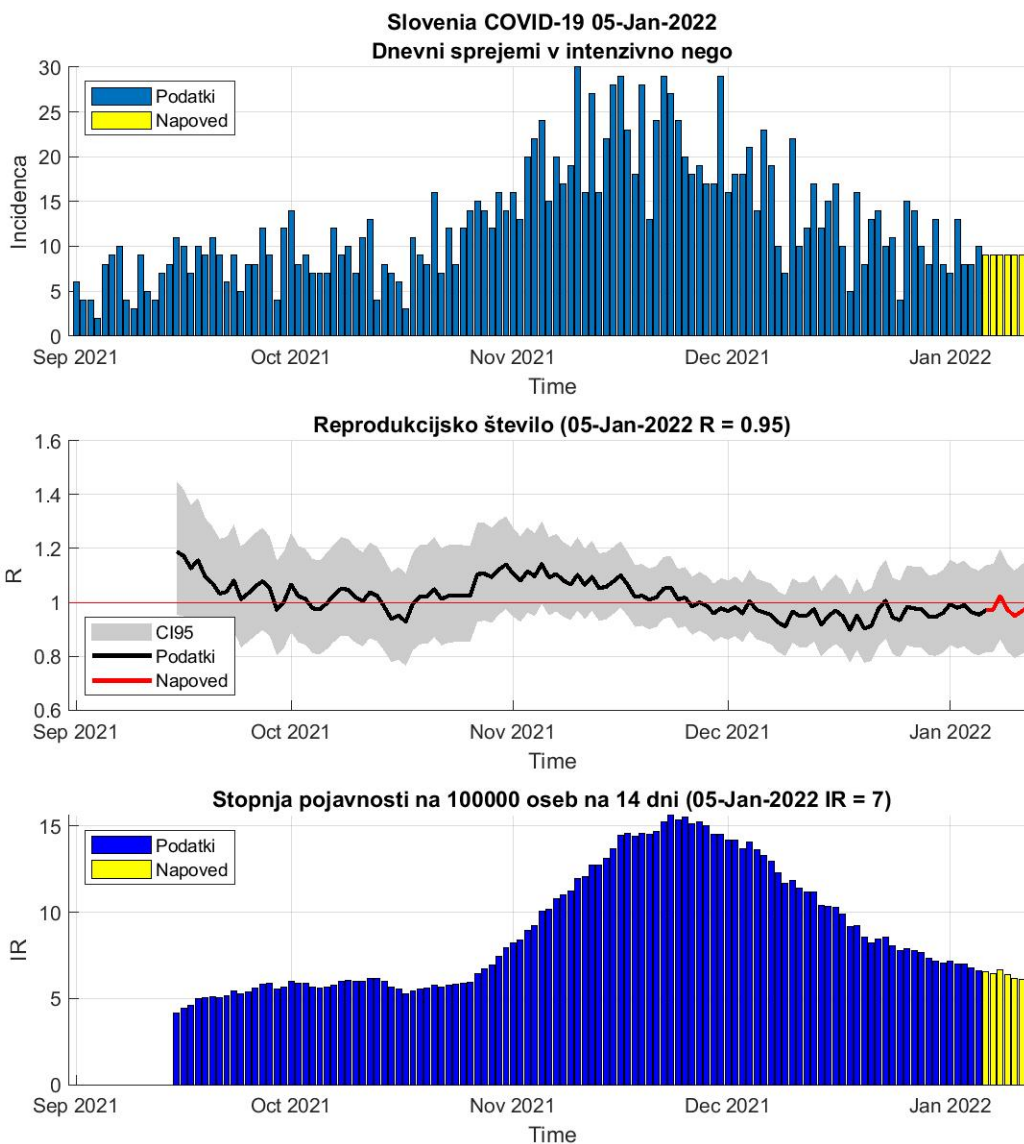 Slovenia COVID-19 05-Jan-2022
Dnevni sprejemi v intenzivno nego
30
25
20
15
10
5
0
Incidenca
Podatki
Napoved
Sep 2021 Oct 2021 Nov 2021 Dec 2021 Jan 2022
Time
Reprodukcijsko število (05-Jan-2022 R = 0.95)
1.6
1.4
1.2
1
0.8
0.6
R
CI95
Podatki
Napoved
Sep 2021 Oct 2021 Nov 2021 Dec 2021 Jan 2022
Time
Stopnja pojavnosti na 100000 oseb na 14 dni (05-Jan-2022 IR = 7)
15
10
5
0
IR
Podatki
Napoved
Sep 2021 Oct 2021 Nov 2021 Dec 2021 Jan 2022
Time